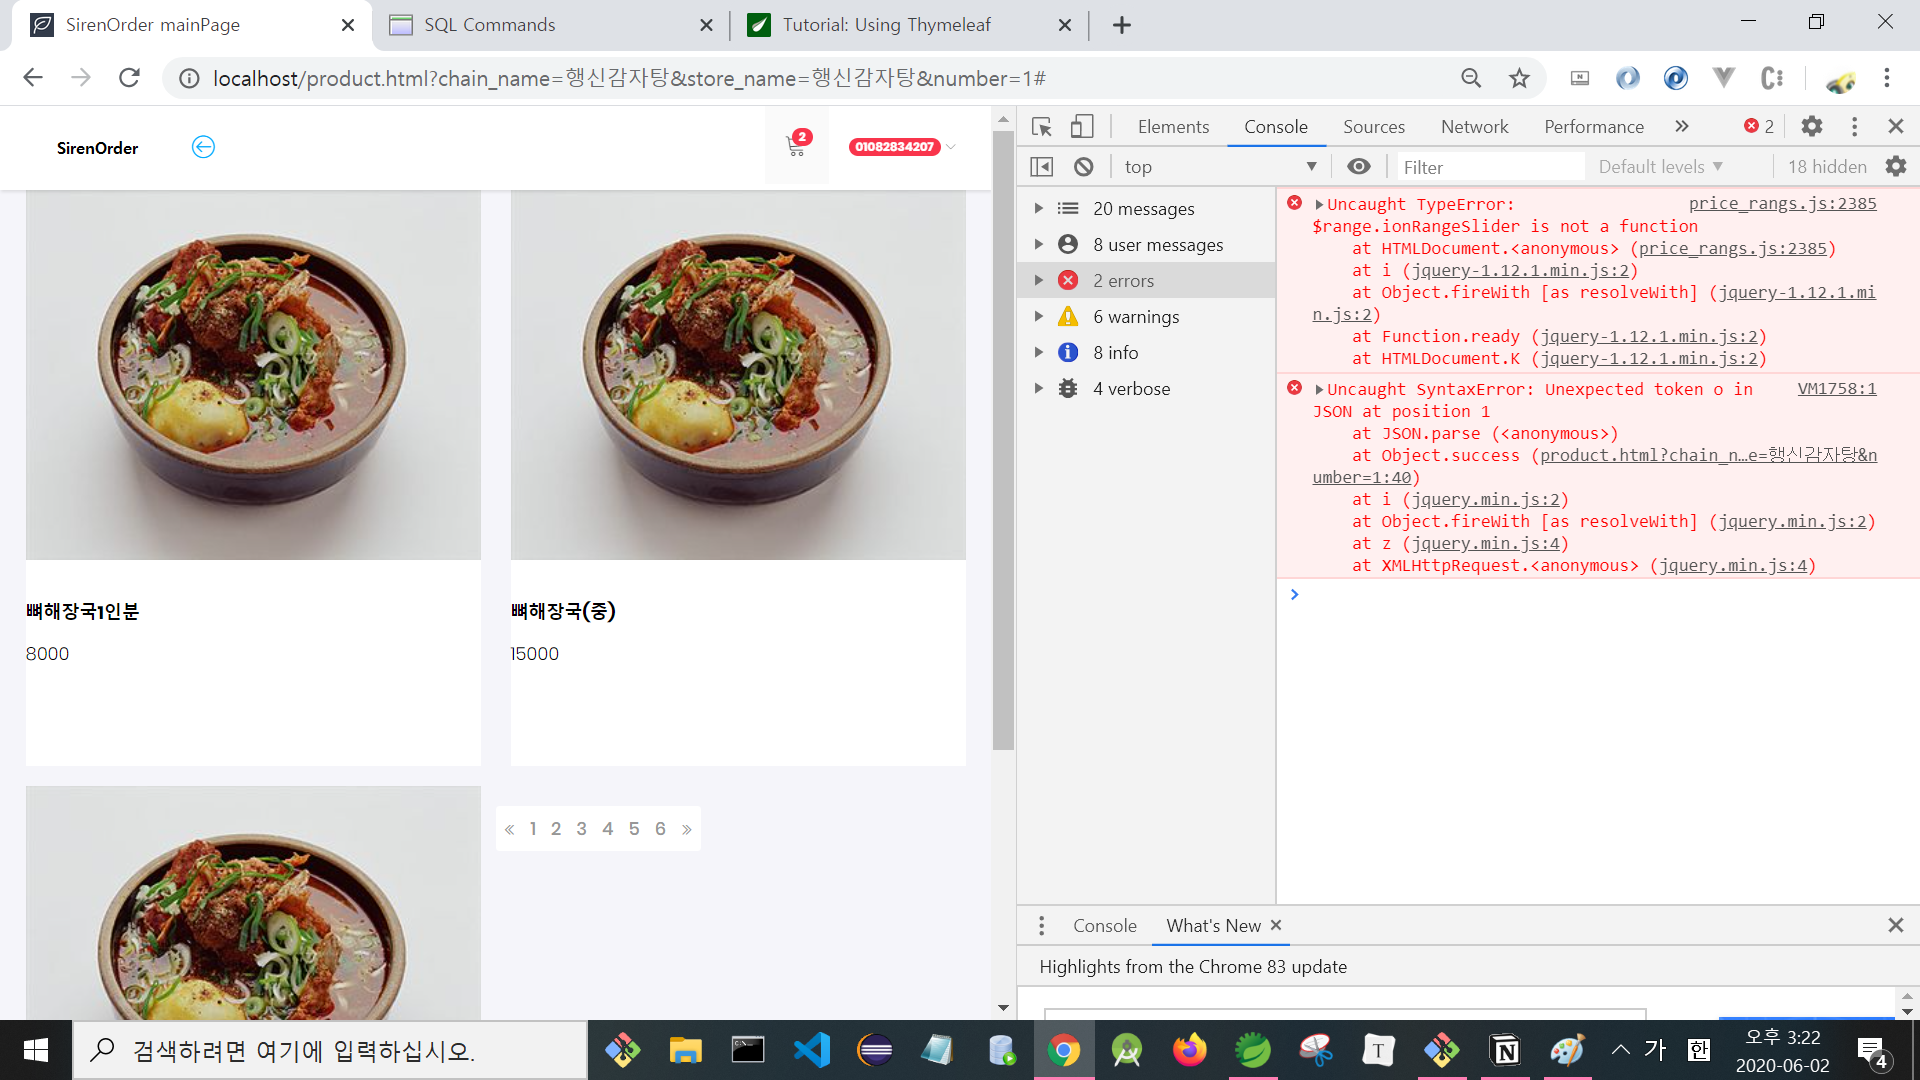 SirenOrder mainPage
SQL Commands
Tutorial: Using Thymeleaf
localhost/product.html?chain_name=행신감자탕&store_name=행신감자탕&number=1#
SirenOrder
2
01082834207
뼈해장국1인분
8000
뼈해장국(중)
15000
« 1 2 3 4 5 6 »
Elements
Console
Sources
Network
Performance
2
top
Filter
Default levels
18 hidden
20 messages
8 user messages
2 errors
6 warnings
8 info
4 verbose
Uncaught TypeError: price_rangs.js:2385
$range.ionRangeSlider is not a function
at HTMLDocument.<anonymous> (price_rangs.js:2385)
at i (jquery-1.12.1.min.js:2)
at Object.fireWith [as resolveWith] (jquery-1.12.1.mi
n.js:2)
at Function.ready (jquery-1.12.1.min.js:2)
at HTMLDocument.K (jquery-1.12.1.min.js:2)
Uncaught SyntaxError: Unexpected token o in VM1758:1
JSON at position 1
at JSON.parse (<anonymous>)
at Object.success (product.html?chain_n…e=행신감자탕&n
umber=1:40)
at i (jquery.min.js:2)
at Object.fireWith [as resolveWith] (jquery.min.js:2)
at z (jquery.min.js:4)
at XMLHttpRequest.<anonymous> (jquery.min.js:4)
Console
What's New
Highlights from the Chrome 83 update
검색하려면 여기에 입력하십시오.
가
한
오후 3:22
2020-06-02
4